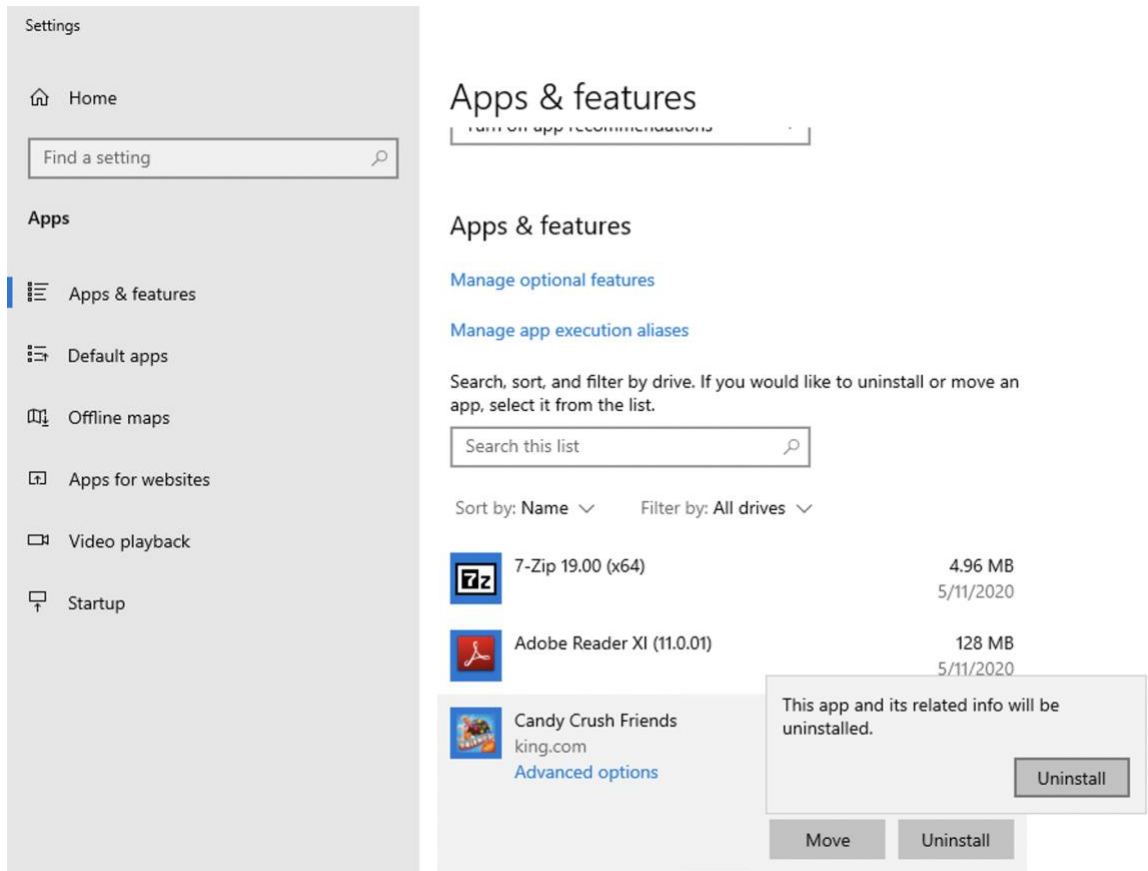 Settings
Home
Find a setting
Apps
Apps & features
Default apps
Offline maps
Apps for websites
Video playback
Startup
Apps & features
Turn off app recommendations
Apps & features
Manage optional features
Manage app execution aliases
Search, sort, and filter by drive. If you would like to uninstall or move an
app, select it from the list.
Search this list
Sort by: Name Filter by: All drives
7-Zip 19.00 (x64) 4.96 MB
5/11/2020
Adobe Reader XI (11.0.01) 128 MB
5/11/2020
Candy Crush Friends
king.com
Advanced options
This app and its related info will be
uninstalled.
Uninstall
Move Uninstall